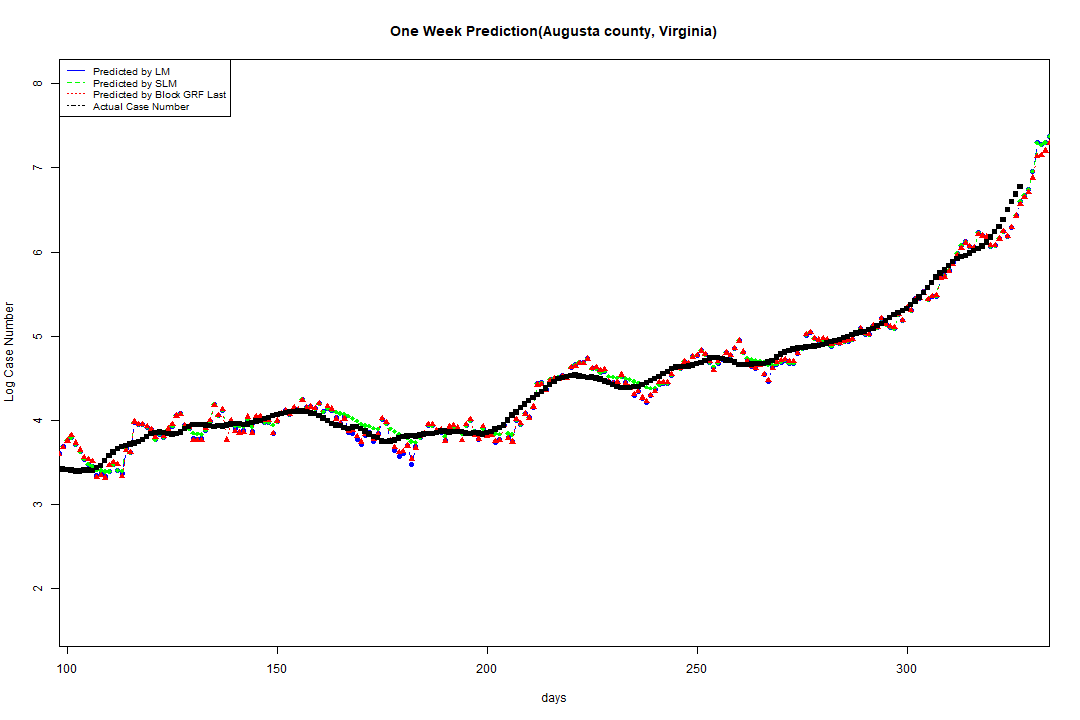 One Week Prediction(Augusta county, Virginia)
Predicted by LM
Predicted by SLM
Predicted by Block GRF Last
Actual Case Number
8
7
6
5
4
3
2
Log Case Number
100 150 200 250 300
days